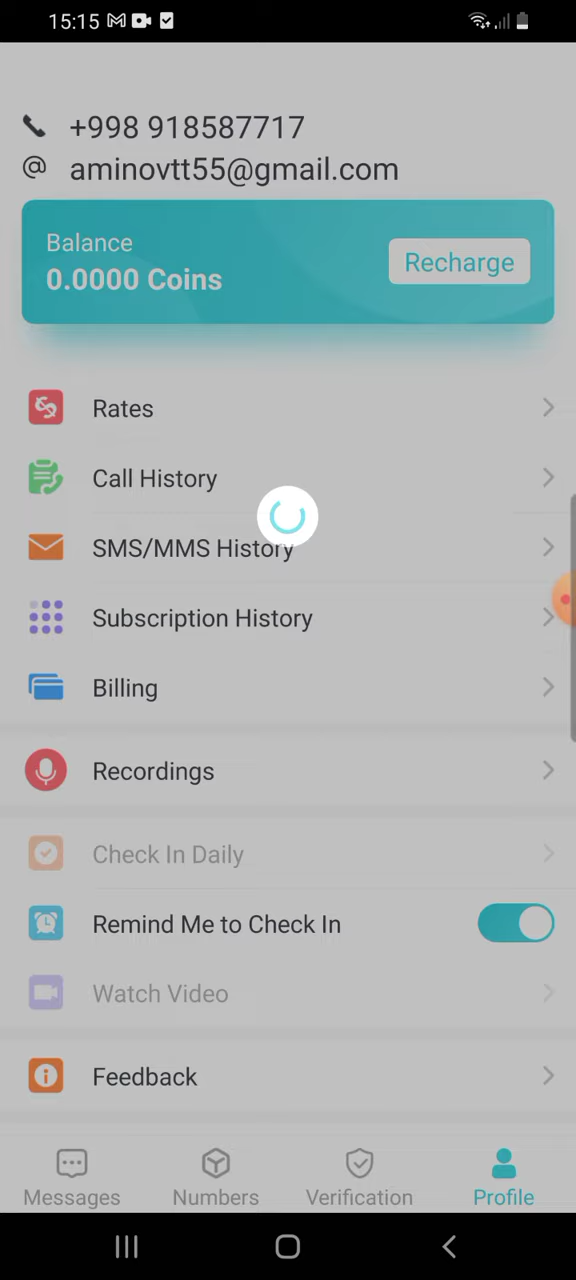 15:15
+998 918587717
@ aminovtt55@gmail.com
Balance
0.0000 Coins
Recharge
Rates
Call History
SMS/MMS History
Subscription History
Billing
Recordings
Check In Daily
Remind Me to Check In
Watch Video
Feedback
Messages
Numbers
Verification
Profile